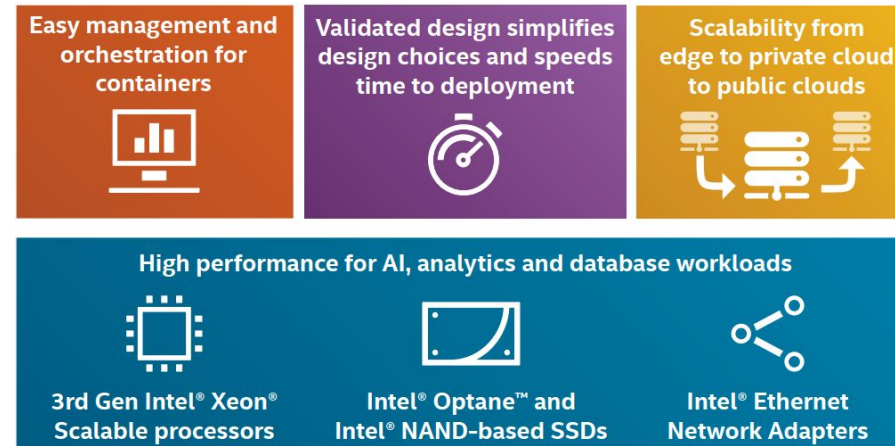 Easy management and
orchestration for
containers
Validated design simplifies
design choices and speeds
time to deployment
Scalability from
edge to private cloud
to public clouds
High performance for AI, analytics and database workloads
3rd Gen Intel® Xeon®
Scalable processors
Intel® Optane™ and
Intel® NAND-based SSDs
Intel® Ethernet
Network Adapters